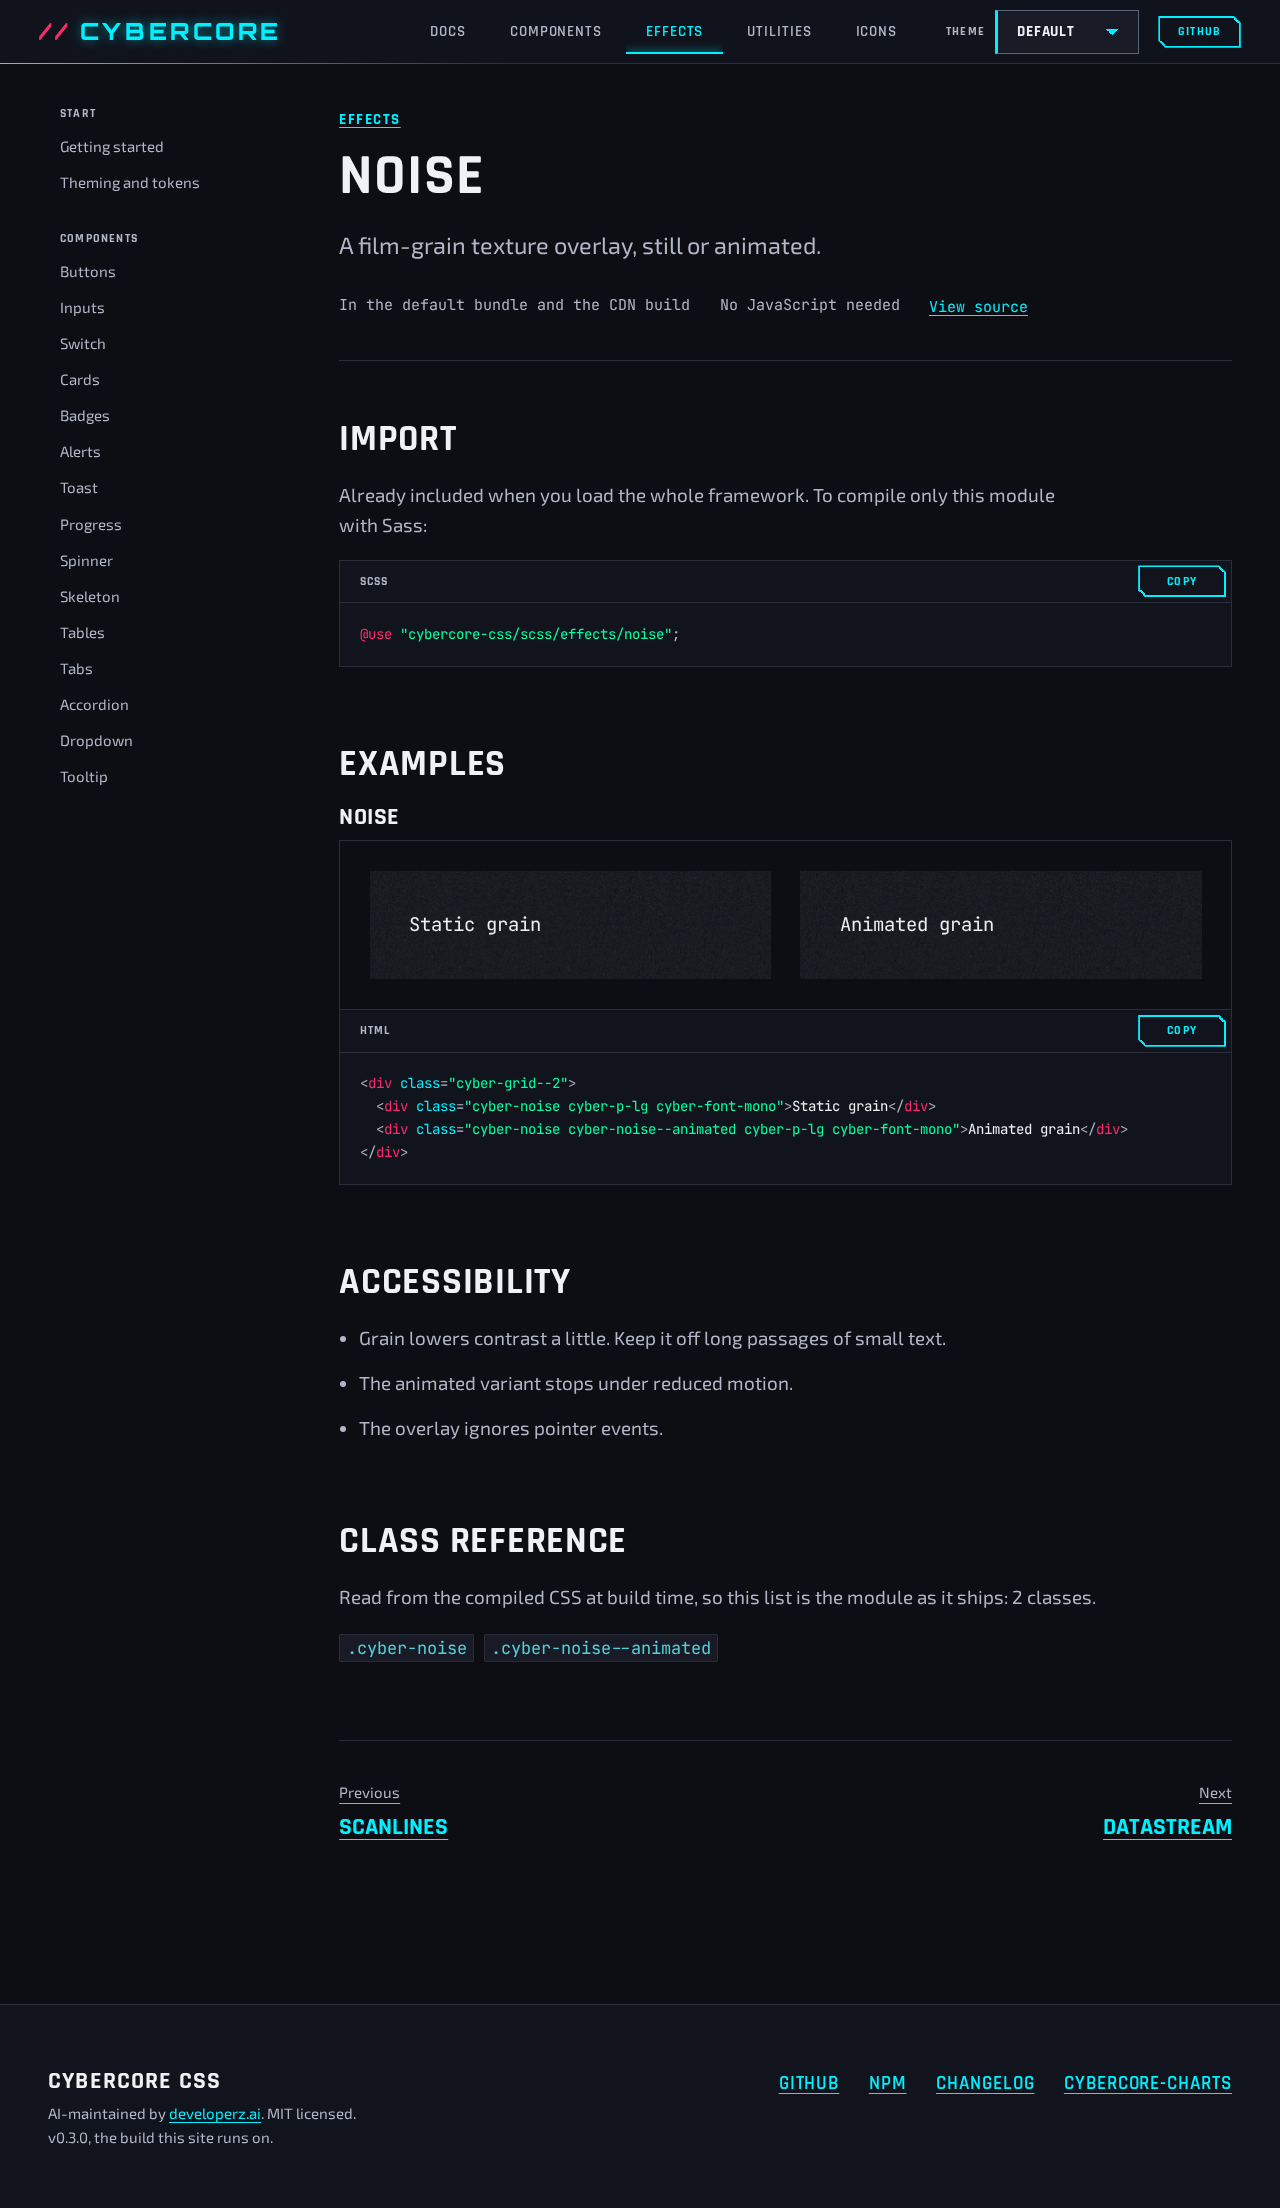 // CYBERCORE
DOCS COMPONENTS EFFECTS UTILITIES ICONS THEME DEFAULT GITHUB
START
Getting started
Theming and tokens
COMPONENTS
Buttons
Inputs
Switch
Cards
Badges
Alerts
Toast
Progress
Spinner
Skeleton
Tables
Tabs
Accordion
Dropdown
Tooltip
EFFECTS
NOISE
A film-grain texture overlay, still or animated.
In the default bundle and the CDN build No JavaScript needed View source
IMPORT
Already included when you load the whole framework. To compile only this module
with Sass:
SCSS COPY
@use "cybercore-css/scss/effects/noise";
EXAMPLES
NOISE
Static grain Animated grain
HTML COPY
<div class="cyber-grid--2">
  <div class="cyber-noise cyber-p-lg cyber-font-mono">Static grain</div>
  <div class="cyber-noise cyber-noise--animated cyber-p-lg cyber-font-mono">Animated grain</div>
</div>
ACCESSIBILITY
• Grain lowers contrast a little. Keep it off long passages of small text.
• The animated variant stops under reduced motion.
• The overlay ignores pointer events.
CLASS REFERENCE
Read from the compiled CSS at build time, so this list is the module as it ships: 2 classes.
.cyber-noise .cyber-noise--animated
Previous
SCANLINES
Next
DATASTREAM
CYBERCORE CSS
AI-maintained by developerz.ai. MIT licensed.
v0.3.0, the build this site runs on.
GITHUB NPM CHANGELOG CYBERCORE-CHARTS